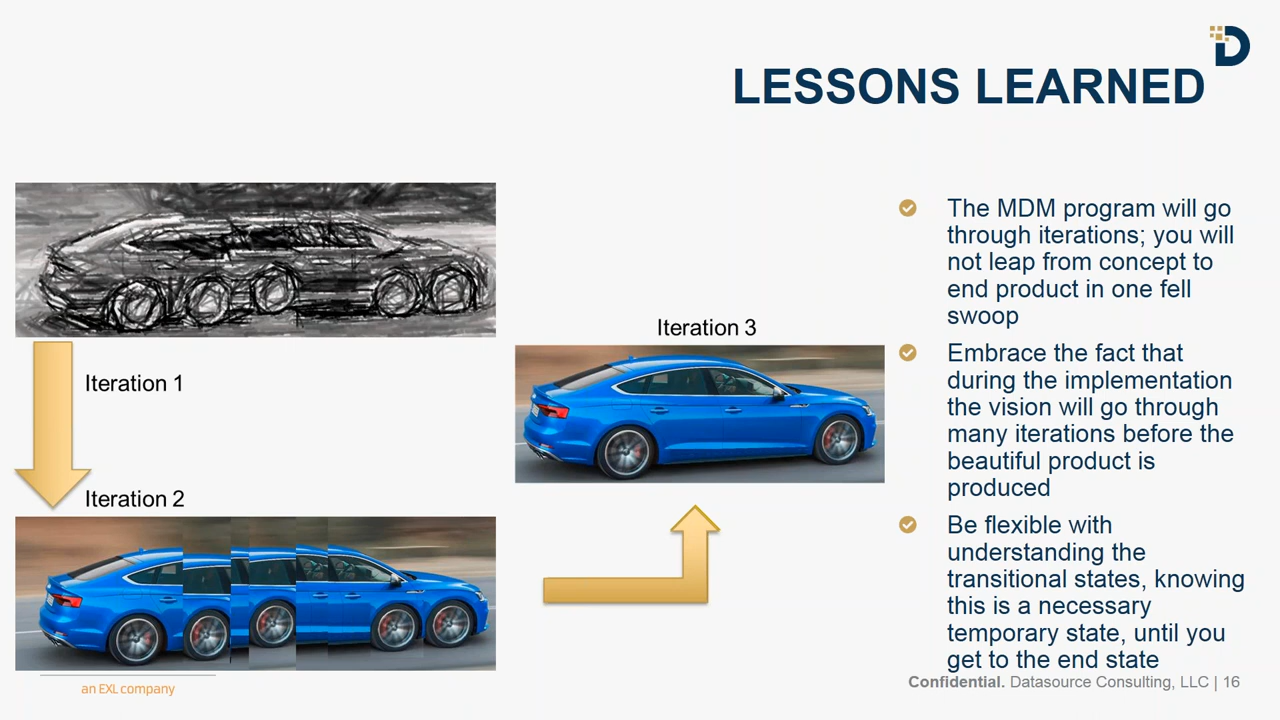 LESSONS LEARNED
Iteration 1
Iteration 2
Iteration 3
The MDM program will go
through iterations; you will
not leap from concept to
end product in one fell
swoop
Embrace the fact that
during the implementation
the vision will go through
many iterations before the
beautiful product is
produced
Be flexible with
understanding the
transitional states, knowing
this is a necessary
temporary state, until you
get to the end state
an EXL company
Confidential. Datasource Consulting, LLC | 16